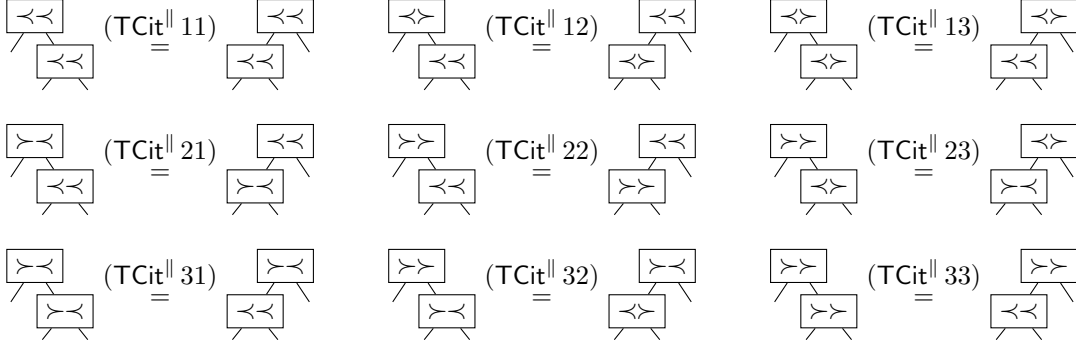 ≺≺ (TCit∥ 11) ≺≺ ≺≻ (TCit∥ 12) ≺≺ ≺≻ (TCit∥ 13) ≺≻
≺≺ = ≺≺ ≺≺ = ≺≻ ≺≻ = ≺≺
≻≺ (TCit∥ 21) ≺≺ ≻≻ (TCit∥ 22) ≺≺ ≻≻ (TCit∥ 23) ≺≻
≺≺ = ≻≺ ≺≺ = ≻≻ ≺≻ = ≻≺
≻≺ (TCit∥ 31) ≻≺ ≻≻ (TCit∥ 32) ≻≺ ≻≻ (TCit∥ 33) ≻≻
≻≺ = ≺≺ ≻≺ = ≺≻ ≻≻ = ≺≺